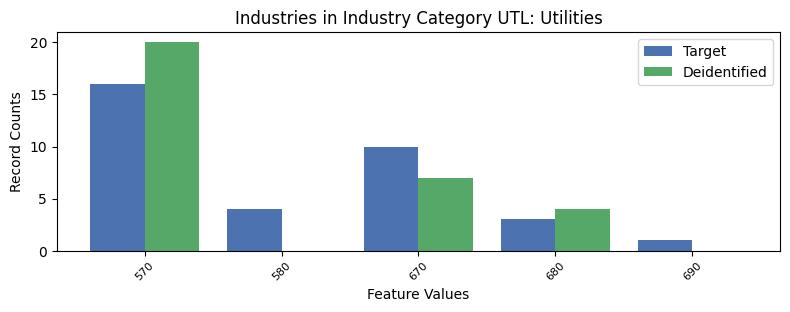 Industries in Industry Category UTL: Utilities
Target
Deidentified
Record Counts
20
15
10
5
0
570
580
670
680
690
Feature Values